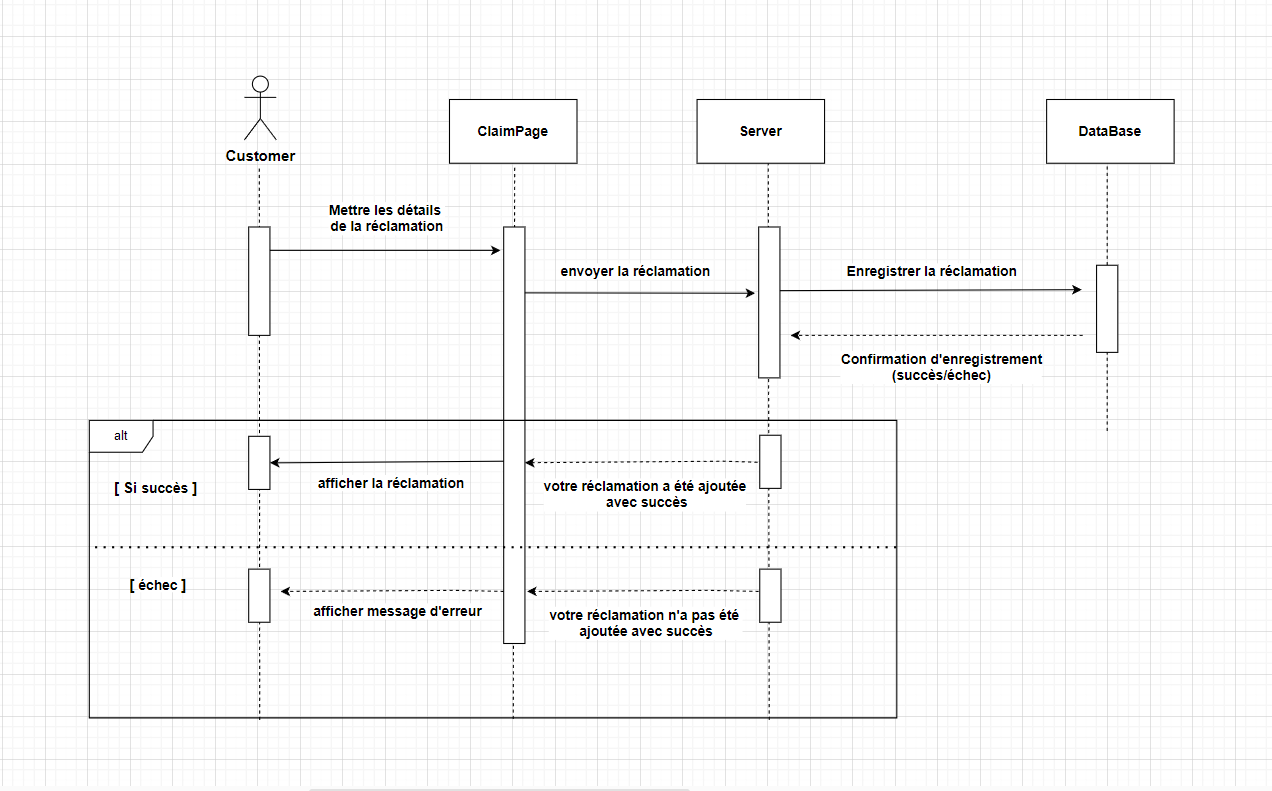 Customer
ClaimPage
Server
DataBase
Mettre les détails
de la réclamation
envoyer la réclamation
Enregistrer la réclamation
Confirmation d'enregistrement
(succès/échec)
alt
[ Si succès ]
afficher la réclamation
votre réclamation a été ajoutée
avec succès
[ échec ]
afficher message d'erreur
votre réclamation n'a pas été
ajoutée avec succès